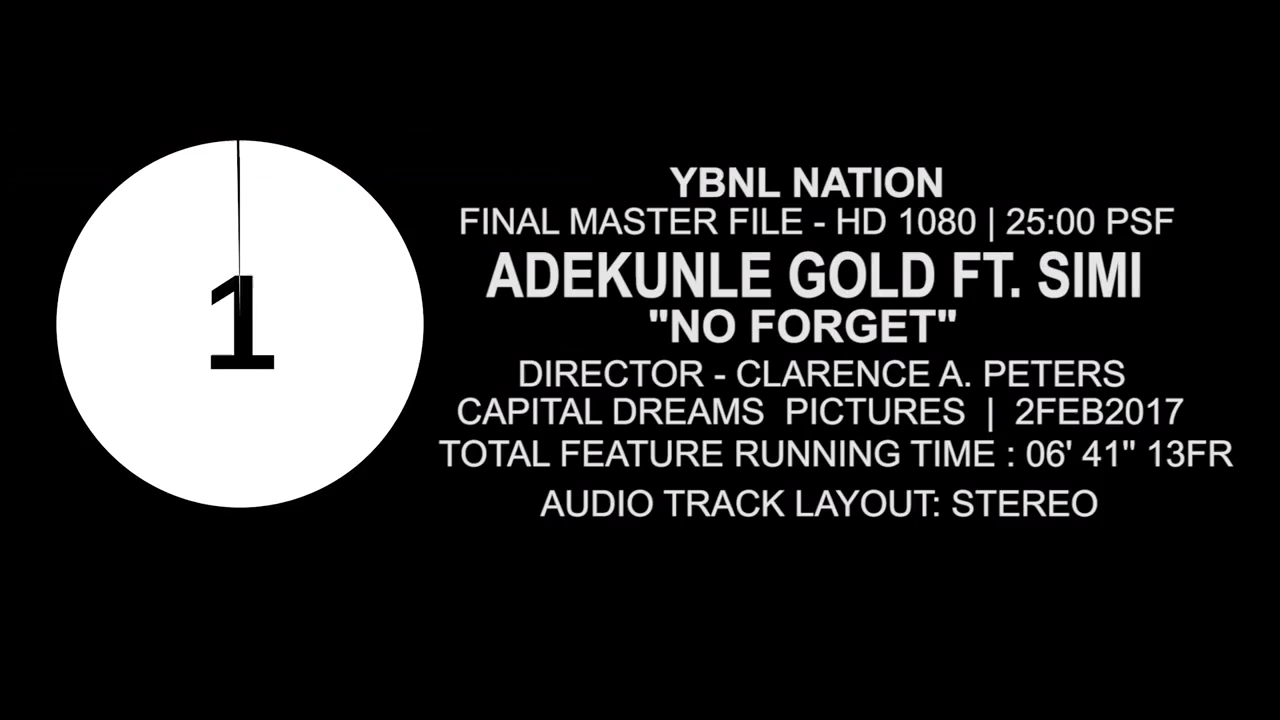 1
YBNL NATION
FINAL MASTER FILE - HD 1080 | 25:00 PSF
ADEKUNLE GOLD FT. SIMI
"NO FORGET"
DIRECTOR - CLARENCE A. PETERS
CAPITAL DREAMS  PICTURES  |  2FEB2017
TOTAL FEATURE RUNNING TIME : 06' 41" 13FR
AUDIO TRACK LAYOUT: STEREO